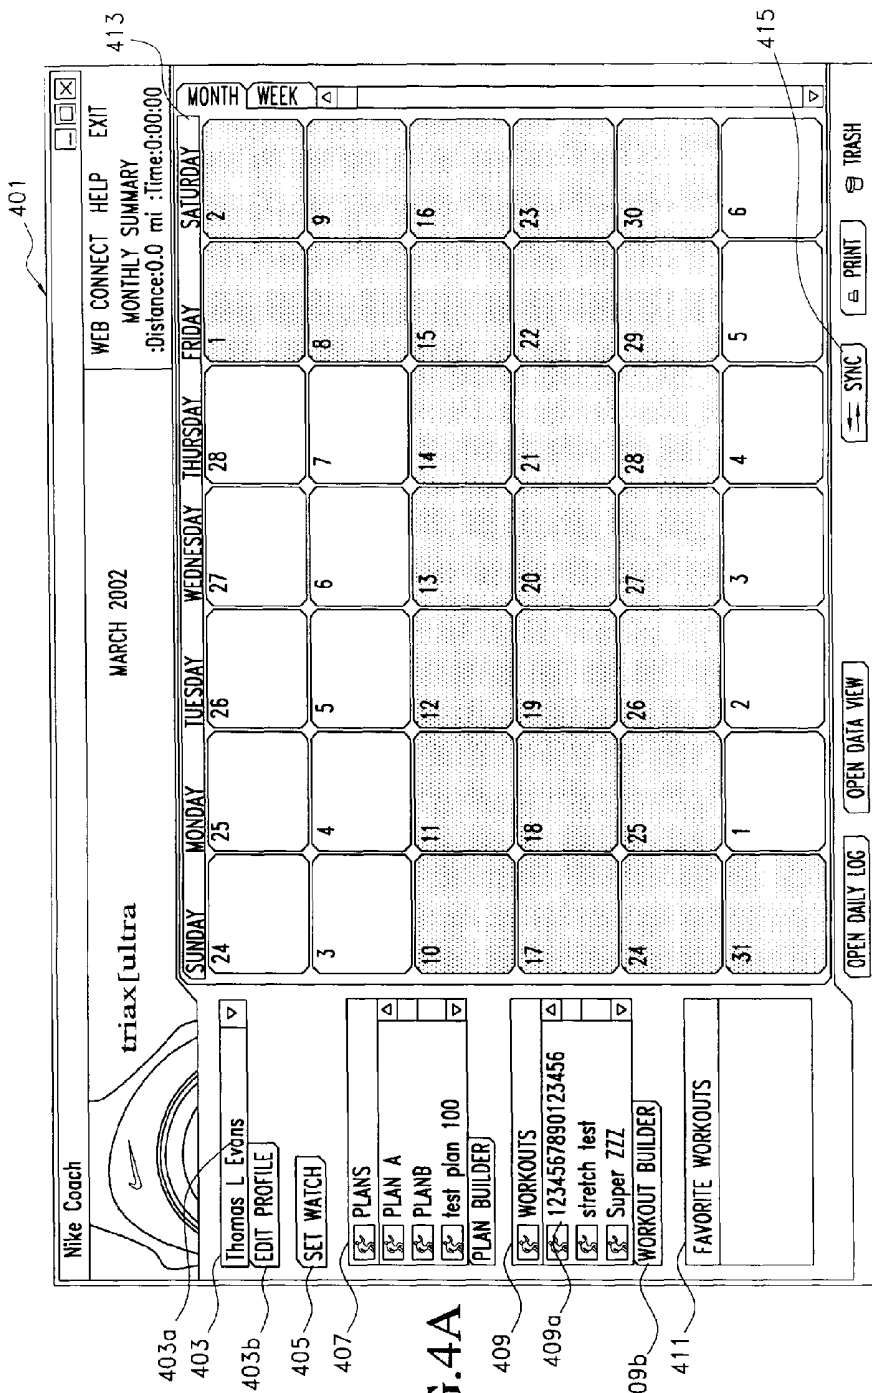 401
Nike Coach
triax[ultra
MARCH 2002
WEB CONNECT HELP EXIT
MONTHLY SUMMARY
:Distance:0.0 mi :Time:0:00:00
413
403a
403
403b
405
407
409
409a
09b
411
415
Thomas L Evans
EDIT PROFILE
SET WATCH
PLANS
PLAN A
PLANB
test plan 100
PLAN BUILDER
WORKOUTS
1234567890123456
stretch test
Super ZZZ
WORKOUT BUILDER
FAVORITE WORKOUTS
SUNDAY MONDAY TUESDAY WEDNESDAY THURSDAY FRIDAY SATURDAY
24 25 26 27 28 1 2
3 4 5 6 7 8 9
10 11 12 13 14 15 16
17 18 19 20 21 22 23
24 25 26 27 28 29 30
31 1 2 3 4 5 6
MONTH
WEEK
OPEN DAILY LOG OPEN DATA VIEW SYNC PRINT TRASH
.4A